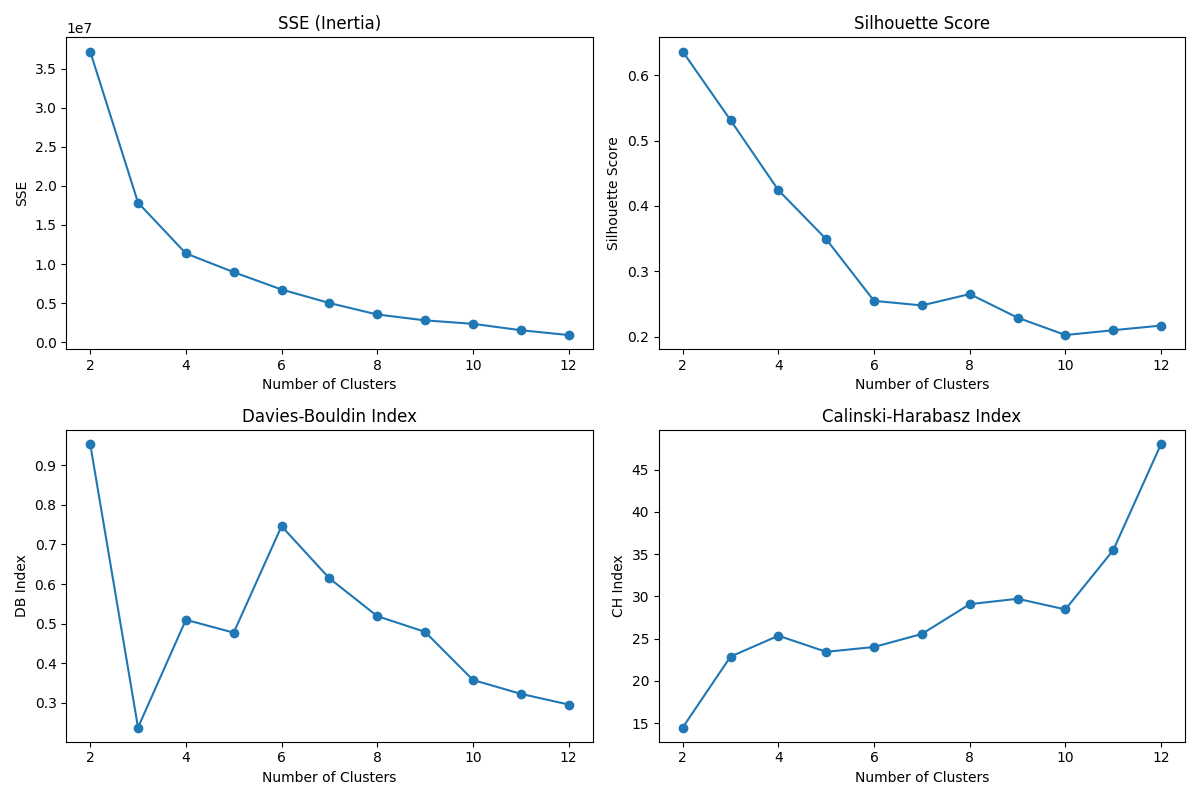 SSE (Inertia)
1e7
3.5
3.0
2.5
2.0
1.5
1.0
0.5
0.0
SSE
2 4 6 8 10 12
Number of Clusters
Silhouette Score
0.6
0.5
0.4
0.3
0.2
Silhouette Score
2 4 6 8 10 12
Number of Clusters
Davies-Bouldin Index
0.9
0.8
0.7
0.6
0.5
0.4
0.3
DB Index
2 4 6 8 10 12
Number of Clusters
Calinski-Harabasz Index
45
40
35
30
25
20
15
CH Index
2 4 6 8 10 12
Number of Clusters